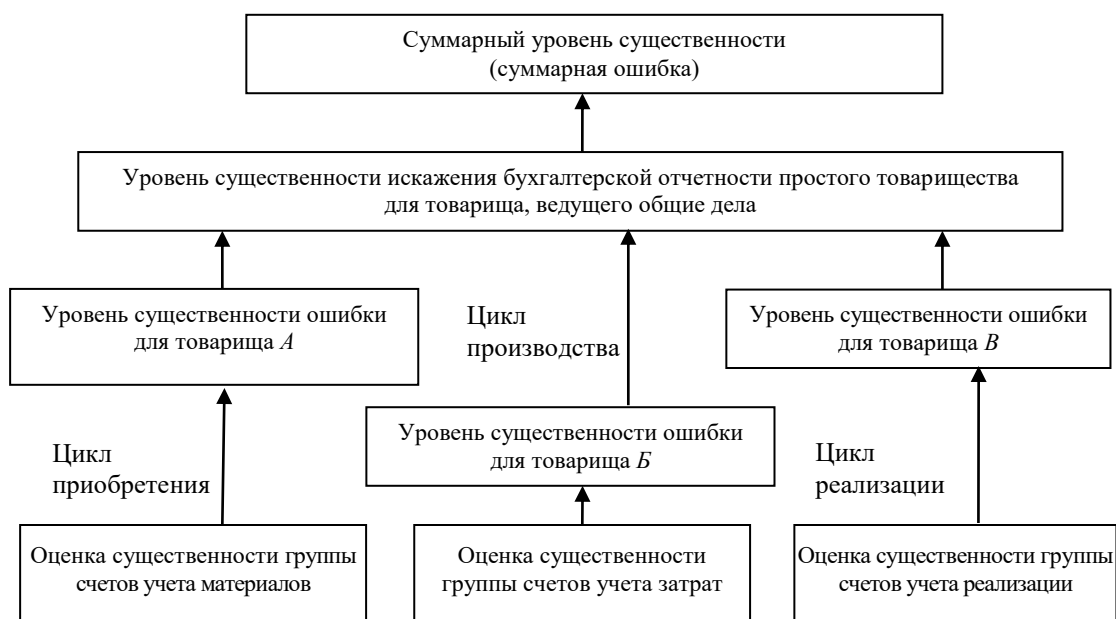 Суммарный уровень существенности
(суммарная ошибка)
Уровень существенности искажения бухгалтерской отчетности простого товарищества
для товарища, ведущего общие дела
Уровень существенности ошибки
для товарища А
Цикл
производства
Уровень существенности ошибки
для товарища В
Цикл
приобретения
Уровень существенности ошибки
для товарища Б
Цикл
реализации
Оценка существенности группы
счетов учета материалов
Оценка существенности
группы счетов учета затрат
Оценка существенности группы
счетов учета реализации